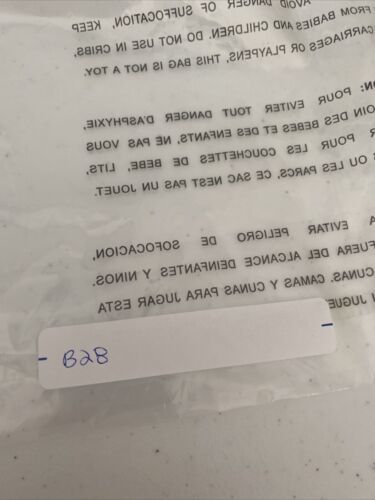 AVOID DANGER OF SUFFOCATION, KEEP
FROM BABIES AND CHILDREN. DO NOT USE IN CRIBS,
CARRIAGES OR PLAYPENS, THIS BAG IS NOT A TOY.
POUR EVITER TOUT DANGER D'ASPHYXIE,
DES BEBES ET DES ENFANTS, NE PAS VOUS
POUR LES COUCHETTES DE BEBE, LITS,
OU LES PARCS, CE SAC NEST PAS UN JOUET.
EVITAR PELIGRO DE SOFOCACION,
FUERA DEL ALCANCE DEINFANTES Y NINOS.
CUNAS. CAMAS Y CUNAS PARA JUGAR ESTA
B28